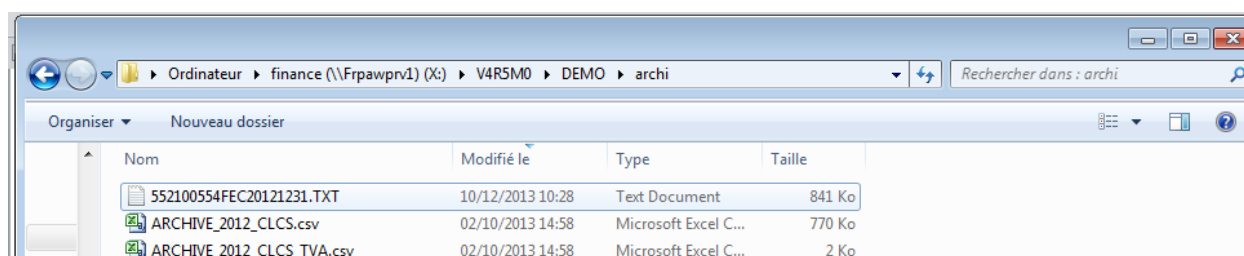 Ordinateur finance (\\Frpawprv1) (X:) V4R5M0 DEMO archi Rechercher dans : archi
Organiser Nouveau dossier
Nom Modifié le Type Taille
552100554FEC20121231.TXT 10/12/2013 10:28 Text Document 841 Ko
ARCHIVE_2012_CLCS.csv 02/10/2013 14:58 Microsoft Excel C... 770 Ko
ARCHIVE_2012_CLCS_TVA.csv 02/10/2013 14:58 Microsoft Excel C... 2 Ko